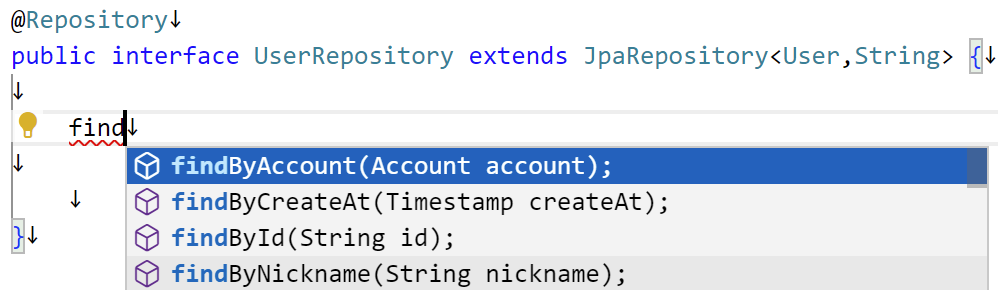 @Repository↓
public interface UserRepository extends JpaRepository<User,String> {↓
↓
find↓
findByAccount(Account account);
↓
findByCreateAt(Timestamp createAt);
↓
findById(String id);
}↓
findByNickname(String nickname);